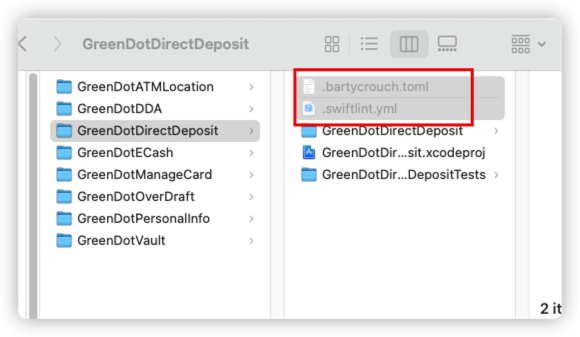 GreenDotDirectDeposit
GreenDotATMLocation
GreenDotDDA
GreenDotDirectDeposit
GreenDotECash
GreenDotManageCard
GreenDotOverDraft
GreenDotPersonalInfo
GreenDotVault
.bartycrouch.toml
.swiftlint.yml
GreenDotDirectDeposit
GreenDotDir...sit.xcodeproj
GreenDotDir...DepositTests
2 it